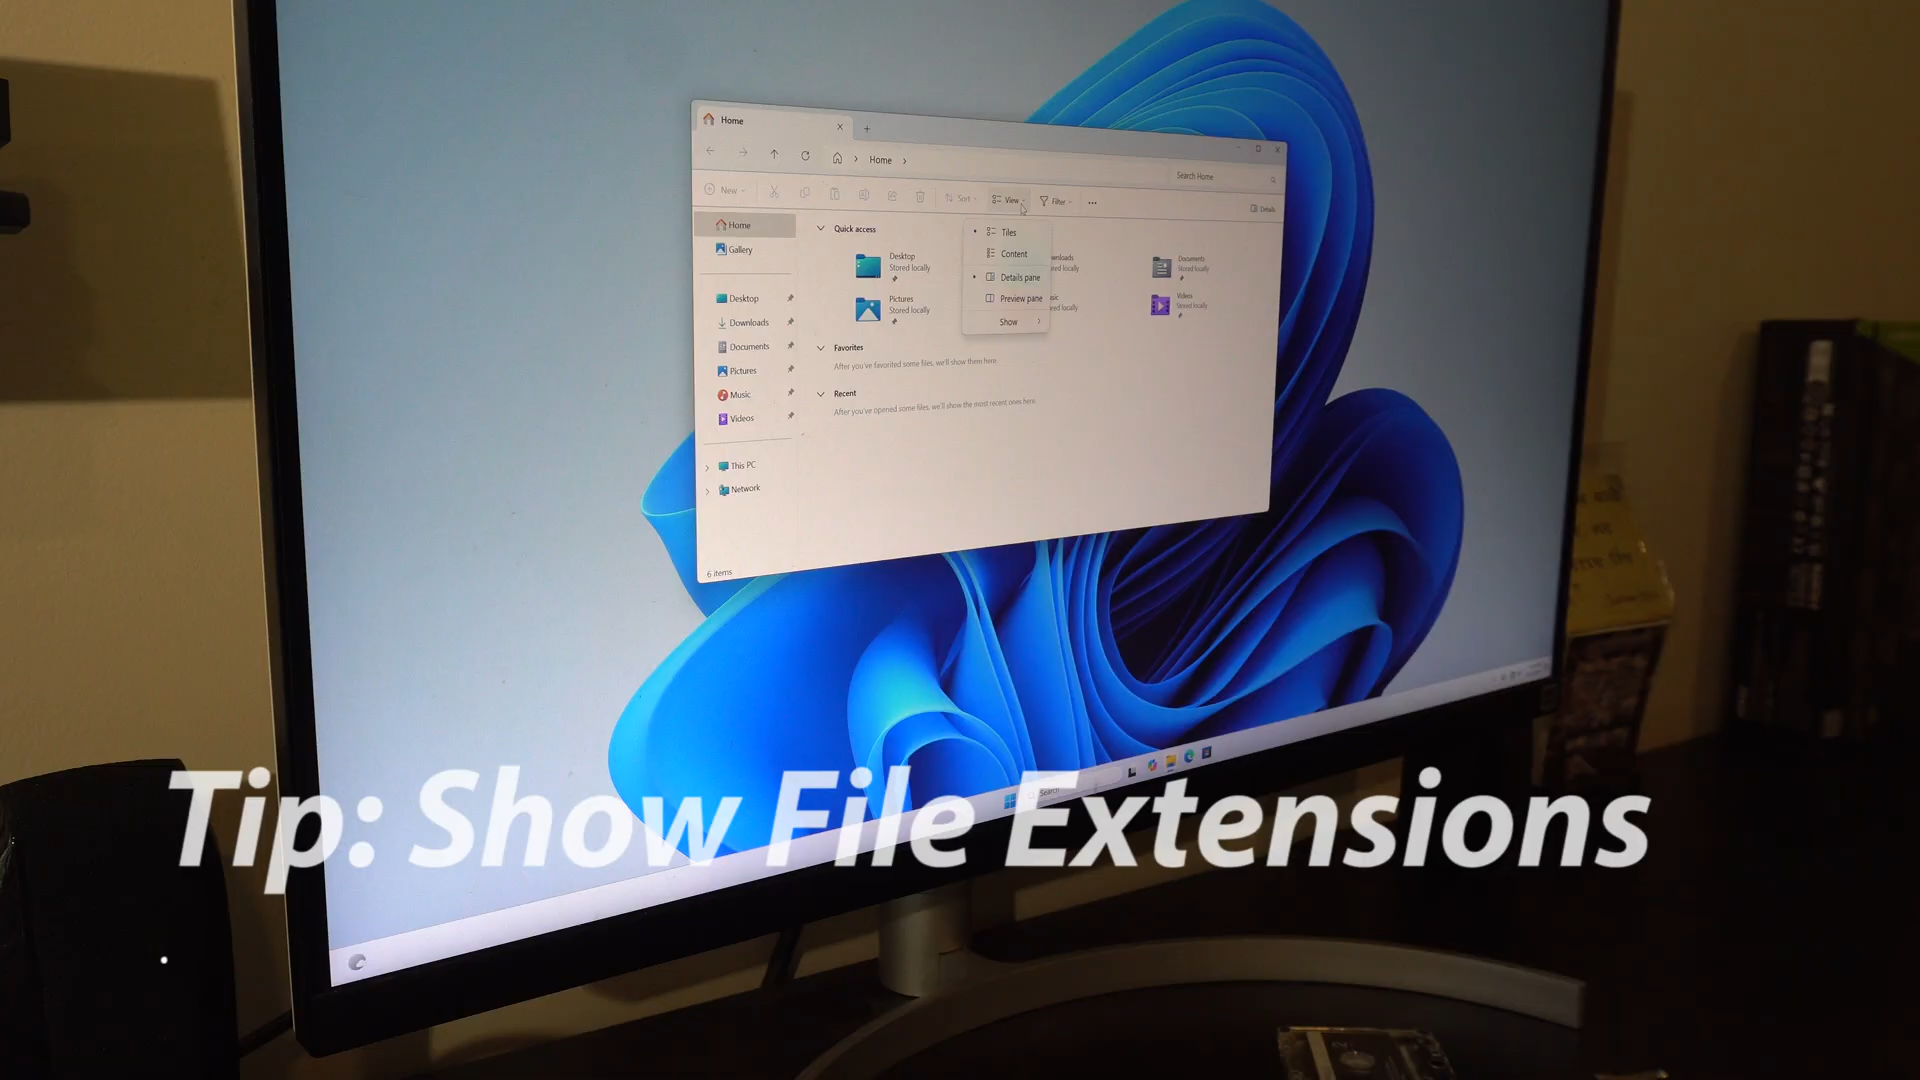 Home
Home
Search Home
New
Sort
View
Filter
Details
Home
Gallery
Desktop
Downloads
Documents
Pictures
Music
Videos
This PC
Network
6 items
Quick access
Desktop
Stored locally
Pictures
Stored locally
Tiles
Content
Details pane
Preview pane
Show
Documents
Stored locally
Videos
Stored locally
Favorites
After you've favorited some files, we'll show them here.
Recent
After you've opened some files, we'll show the most recent ones here.
Search
Tip: Show File Extensions